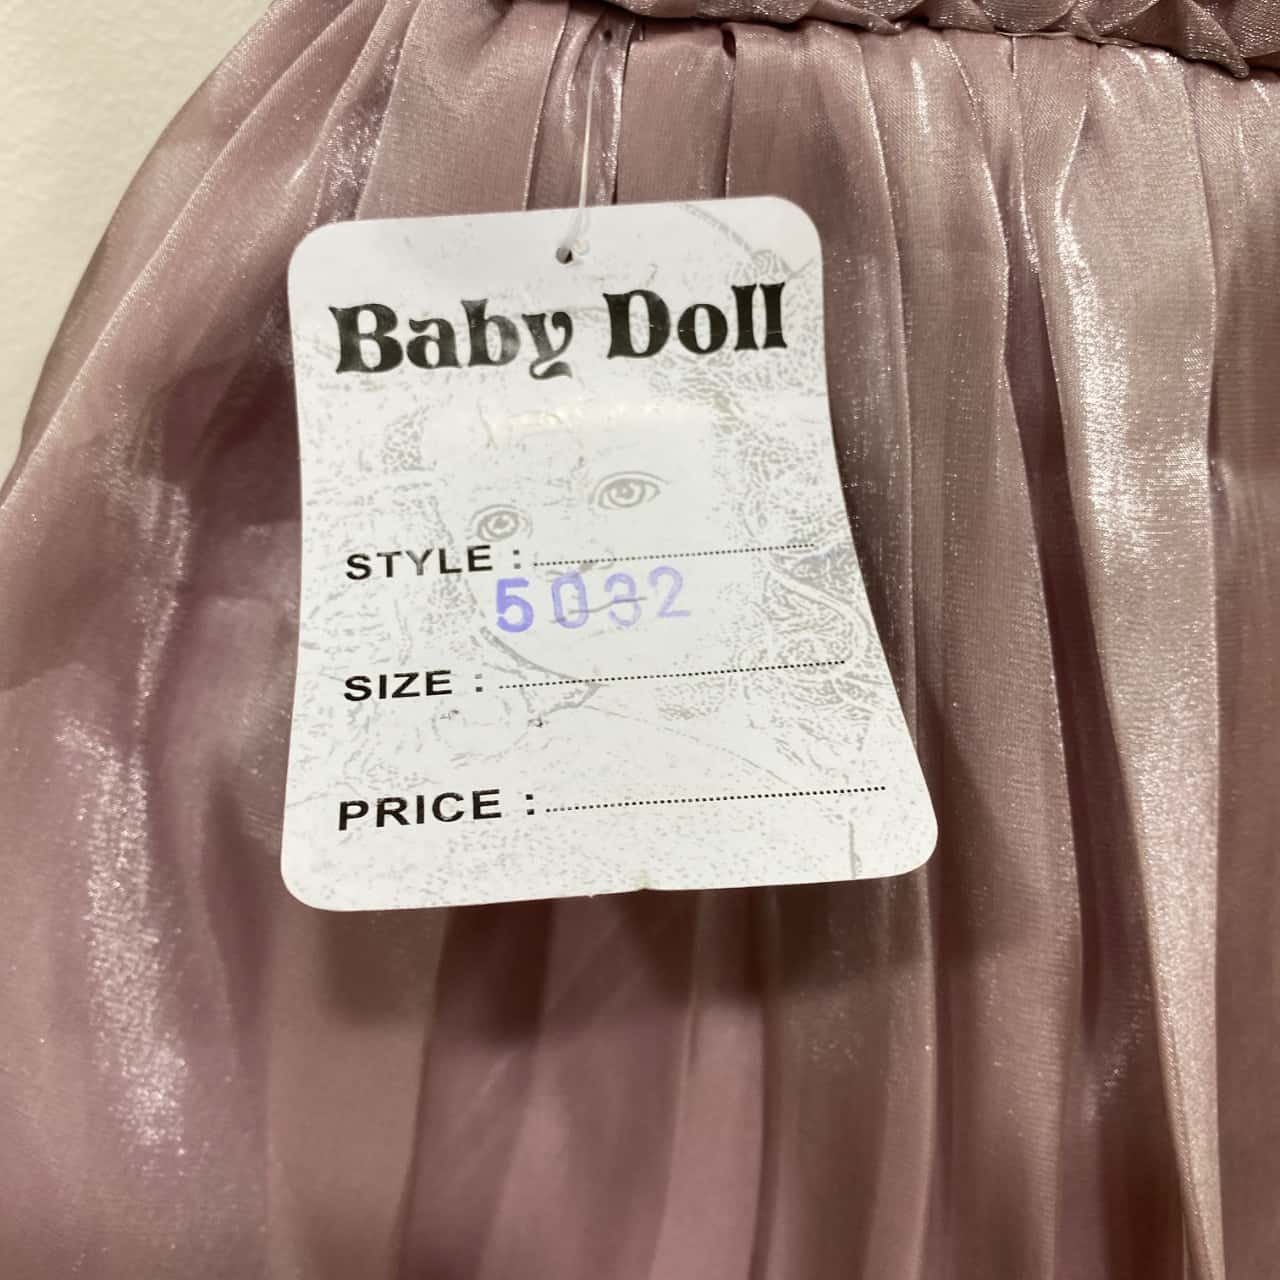 Baby Doll
STYLE :
5032
SIZE :
PRICE :